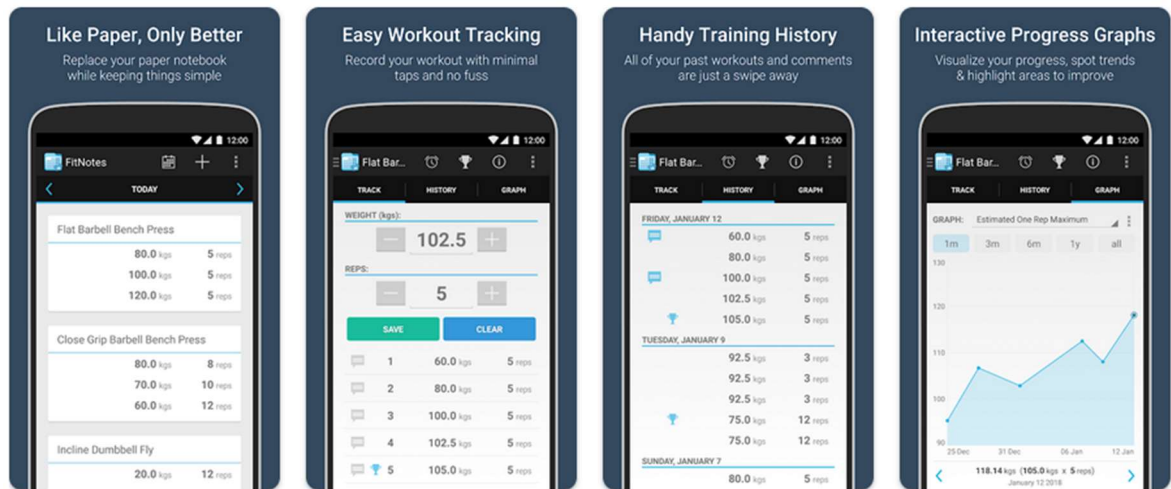 Like Paper, Only Better
Replace your paper notebook
while keeping things simple
12:00
FitNotes
TODAY
Flat Barbell Bench Press
80.0 kgs 5 reps
100.0 kgs 5 reps
120.0 kgs 5 reps
Close Grip Barbell Bench Press
80.0 kgs 8 reps
70.0 kgs 10 reps
60.0 kgs 12 reps
Incline Dumbbell Fly
20.0 kgs 12 reps
Easy Workout Tracking
Record your workout with minimal
taps and no fuss
12:00
Flat Bar...
TRACK HISTORY GRAPH
WEIGHT (kgs):
102.5
REPS:
5
SAVE CLEAR
1 60.0 kgs 5 reps
2 80.0 kgs 5 reps
3 100.0 kgs 5 reps
4 102.5 kgs 5 reps
5 105.0 kgs 5 reps
Handy Training History
All of your past workouts and comments
are just a swipe away
12:00
Flat Bar...
TRACK HISTORY GRAPH
FRIDAY, JANUARY 12
60.0 kgs 5 reps
80.0 kgs 5 reps
100.0 kgs 5 reps
102.5 kgs 5 reps
105.0 kgs 5 reps
TUESDAY, JANUARY 9
92.5 kgs 3 reps
92.5 kgs 3 reps
92.5 kgs 3 reps
75.0 kgs 12 reps
75.0 kgs 12 reps
SUNDAY, JANUARY 7
80.0 kgs 5 reps
Interactive Progress Graphs
Visualize your progress, spot trends
& highlight areas to improve
12:00
Flat Bar...
TRACK HISTORY GRAPH
GRAPH: Estimated One Rep Maximum
1m 3m 6m 1y all
130
120
110
100
90
25 Dec 31 Dec 06 Jan 12 Jan
118.14 kgs (105.0 kgs x 5 reps)
January 12 2018